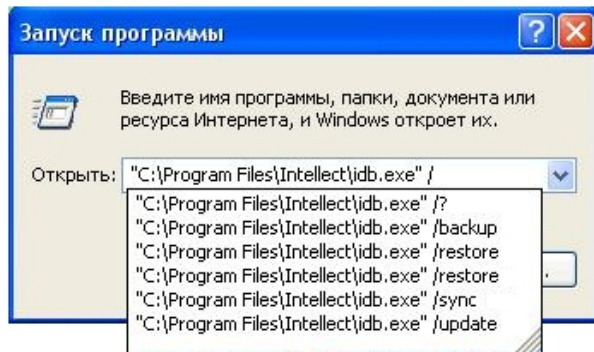 Запуск программы
Введите имя программы, папки, документа или
ресурса Интернета, и Windows откроет их.
Открыть: "C:\Program Files\Intellect\idb.exe" /
"C:\Program Files\Intellect\idb.exe" /?
"C:\Program Files\Intellect\idb.exe" /backup
"C:\Program Files\Intellect\idb.exe" /restore
"C:\Program Files\Intellect\idb.exe" /restore
"C:\Program Files\Intellect\idb.exe" /sync
"C:\Program Files\Intellect\idb.exe" /update